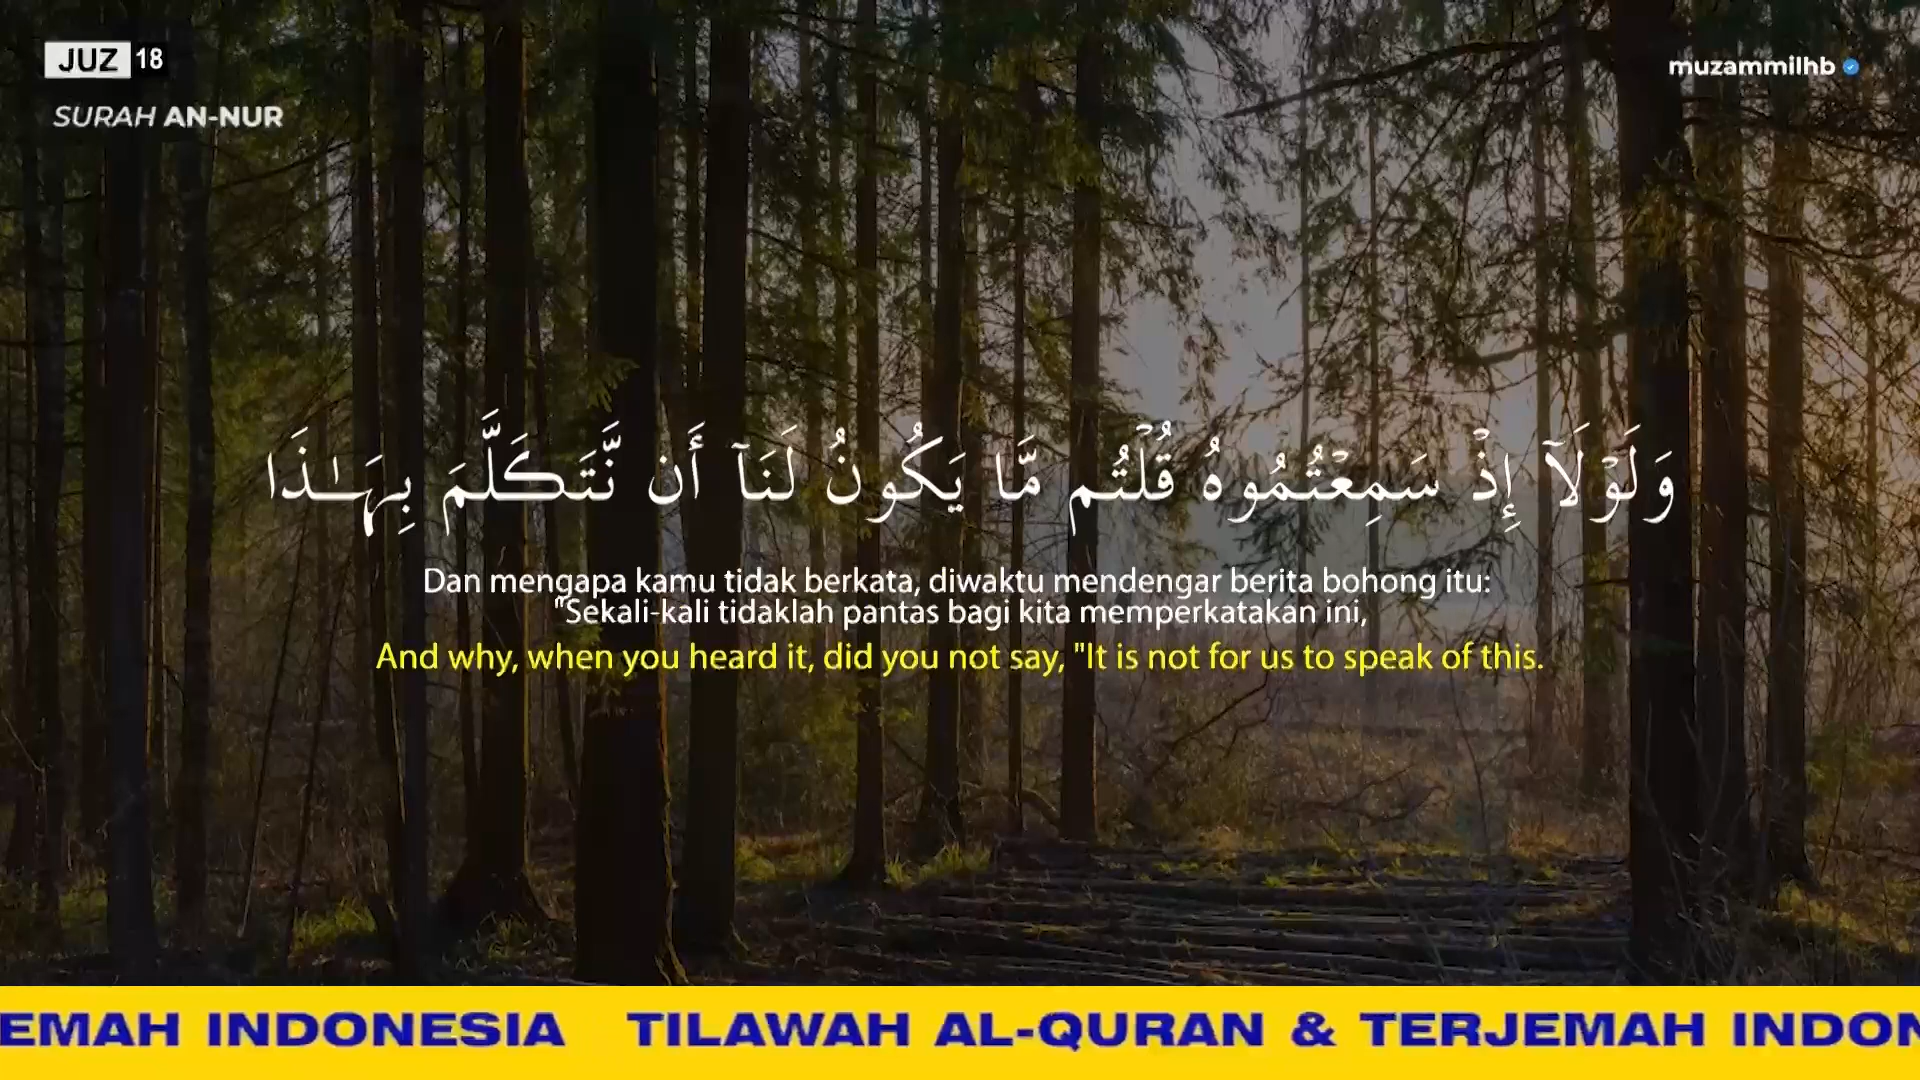 JUZ 18
muzammilhb
SURAH AN-NUR
وَلَوْلَآ إِذْ سَمِعْتُمُوهُ قُلْتُم مَّا يَكُونُ لَنَآ أَن نَّتَكَلَّمَ بِهَـٰذَا
Dan mengapa kamu tidak berkata, diwaktu mendengar berita bohong itu:
"Sekali-kali tidaklah pantas bagi kita memperkatakan ini,
And why, when you heard it, did you not say, "It is not for us to speak of this.
EMAH INDONESIA TILAWAH AL-QURAN & TERJEMAH INDON